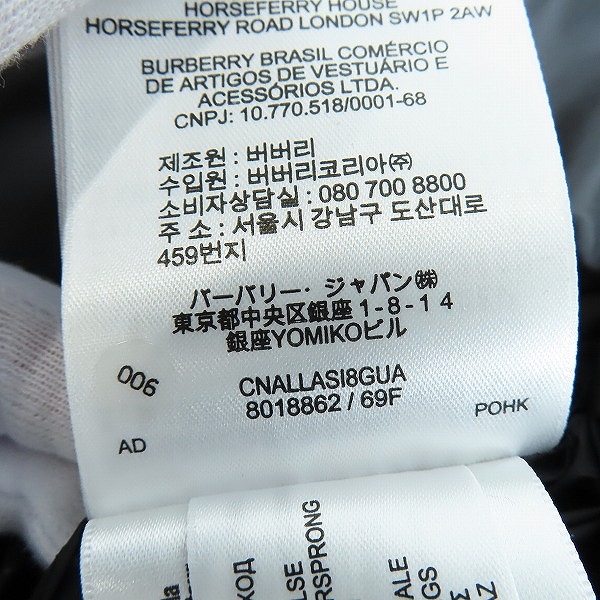 HORSEFERRY HOUSE
HORSEFERRY ROAD LONDON SW1P 2AW
BURBERRY BRASIL COMÉRCIO
DE ARTIGOS DE VESTUÁRIO E
ACESSÓRIOS LTDA.
CNPJ: 10.770.518/0001-68
제조원 : 버버리
수입원 : 버버리코리아㈜
소비자상담실 : 080 700 8800
주 소 : 서울시 강남구 도산대로
459번지
バーバリー・ジャパン㈱
東京都中央区銀座 1-8-14
銀座YOMIKOビル
006
CNALLASI8GUA
8018862 / 69F
AD
POHK